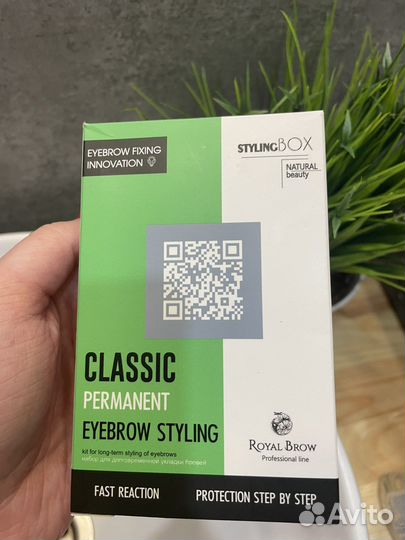 EYEBROW FIXING
INNOVATION
STYLINGBOX
NATURAL
beauty
CLASSIC
PERMANENT
EYEBROW STYLING
kit for long-term styling of eyebrows
набор для долговременной укладки бровей
ROYAL BROW
Professional line
FAST REACTION
PROTECTION STEP BY STEP
Avito